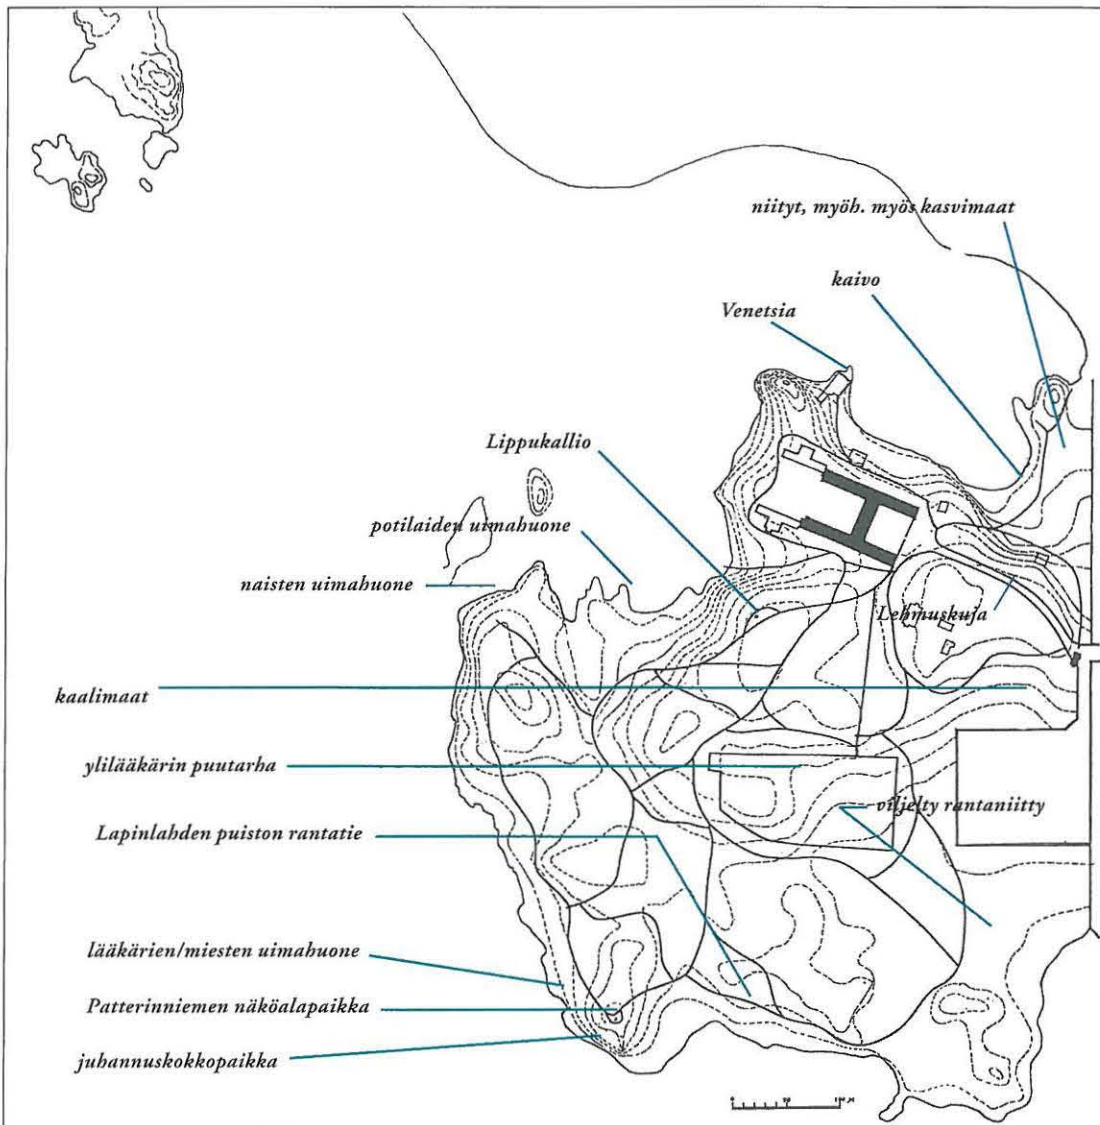 niityt, myöh. myös kasvimaat
kaivo
Venetsia
Lippukallio
potilaiden uimahuone
naisten uimahuone
Lehmuskuja
kaalimaat
ylilääkärin puutarha
viljelty rantaniitty
Lapinlahden puiston rantatie
lääkärien/miesten uimahuone
Patterinniemen näköalapaikka
juhannuskokkopaikka
0